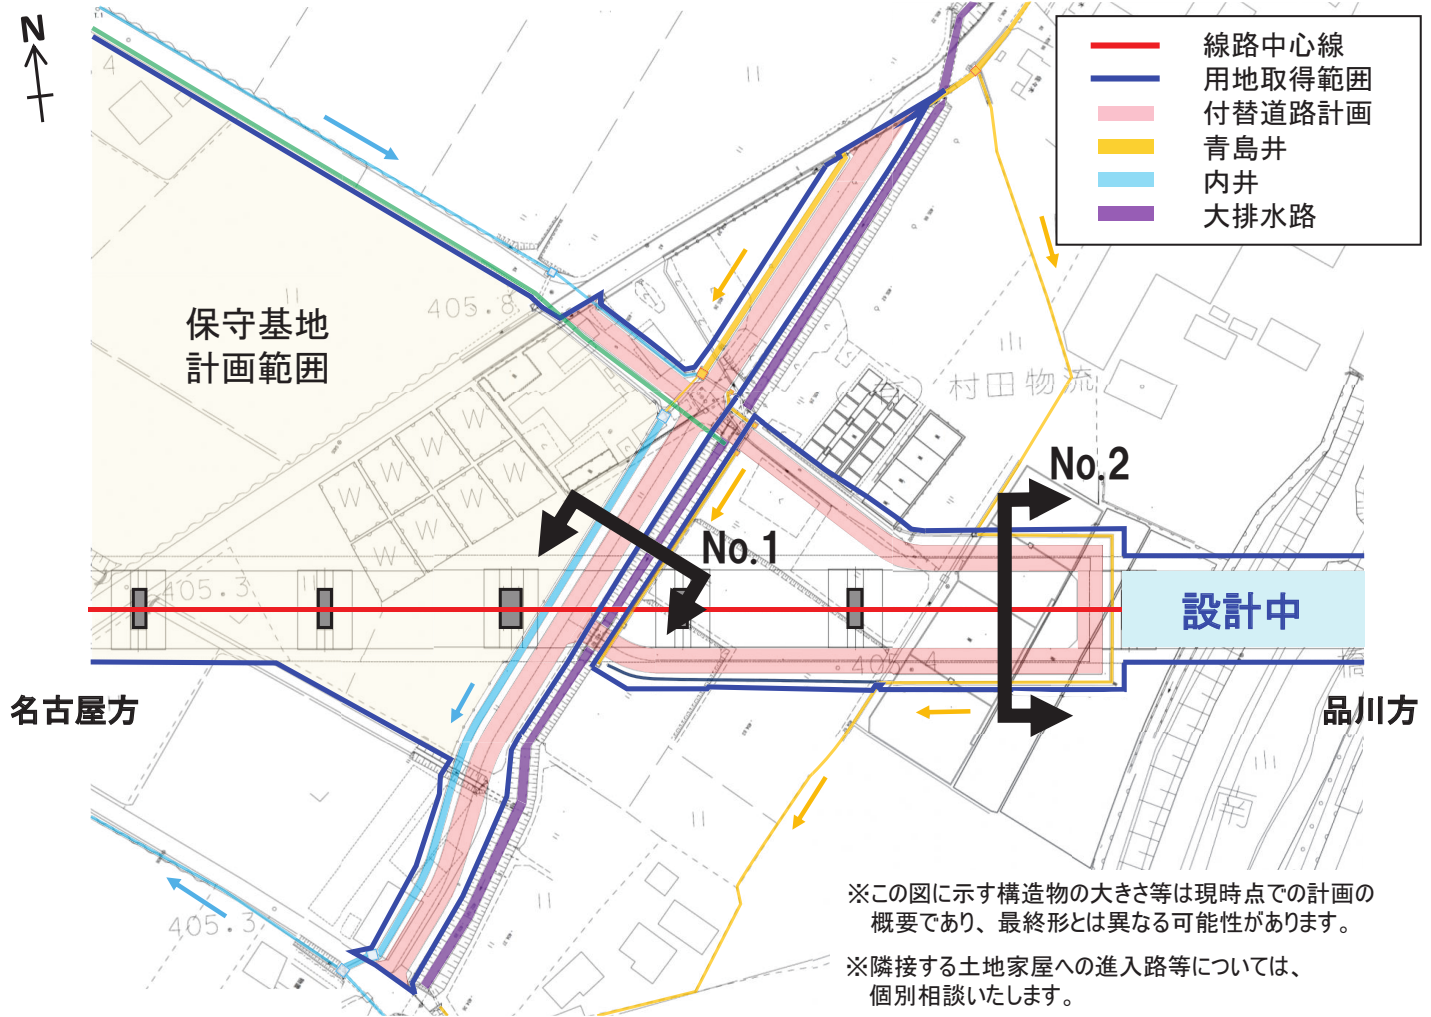 N
線路中心線
用地取得範囲
付替道路計画
青島井
内井
大排水路
405.8
保守基地
計画範囲
村田物流
No.2
W W W
W W W
W W
No.1
405.3
設計中
405.4
名古屋方
品川方
南
405.3
※この図に示す構造物の大きさ等は現時点での計画の
概要であり、最終形とは異なる可能性があります。
※隣接する土地家屋への進入路等については、
個別相談いたします。